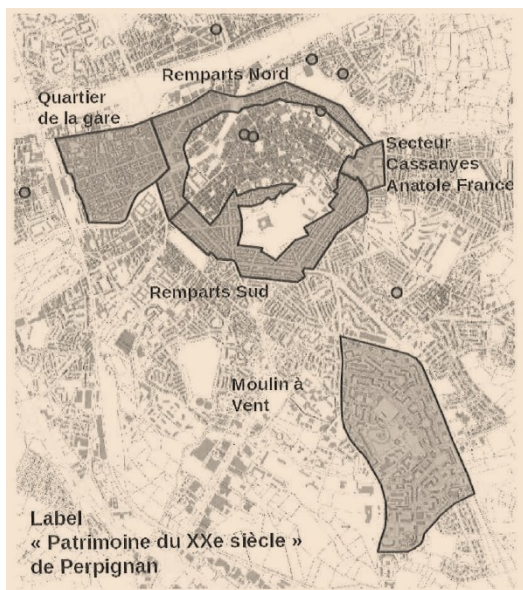 Remparts Nord
Quartier
de la gare
Secteur
Cassanyes
Anatole France
Remparts Sud
Moulin à
Vent
Label
« Patrimoine du XXe siècle »
de Perpignan